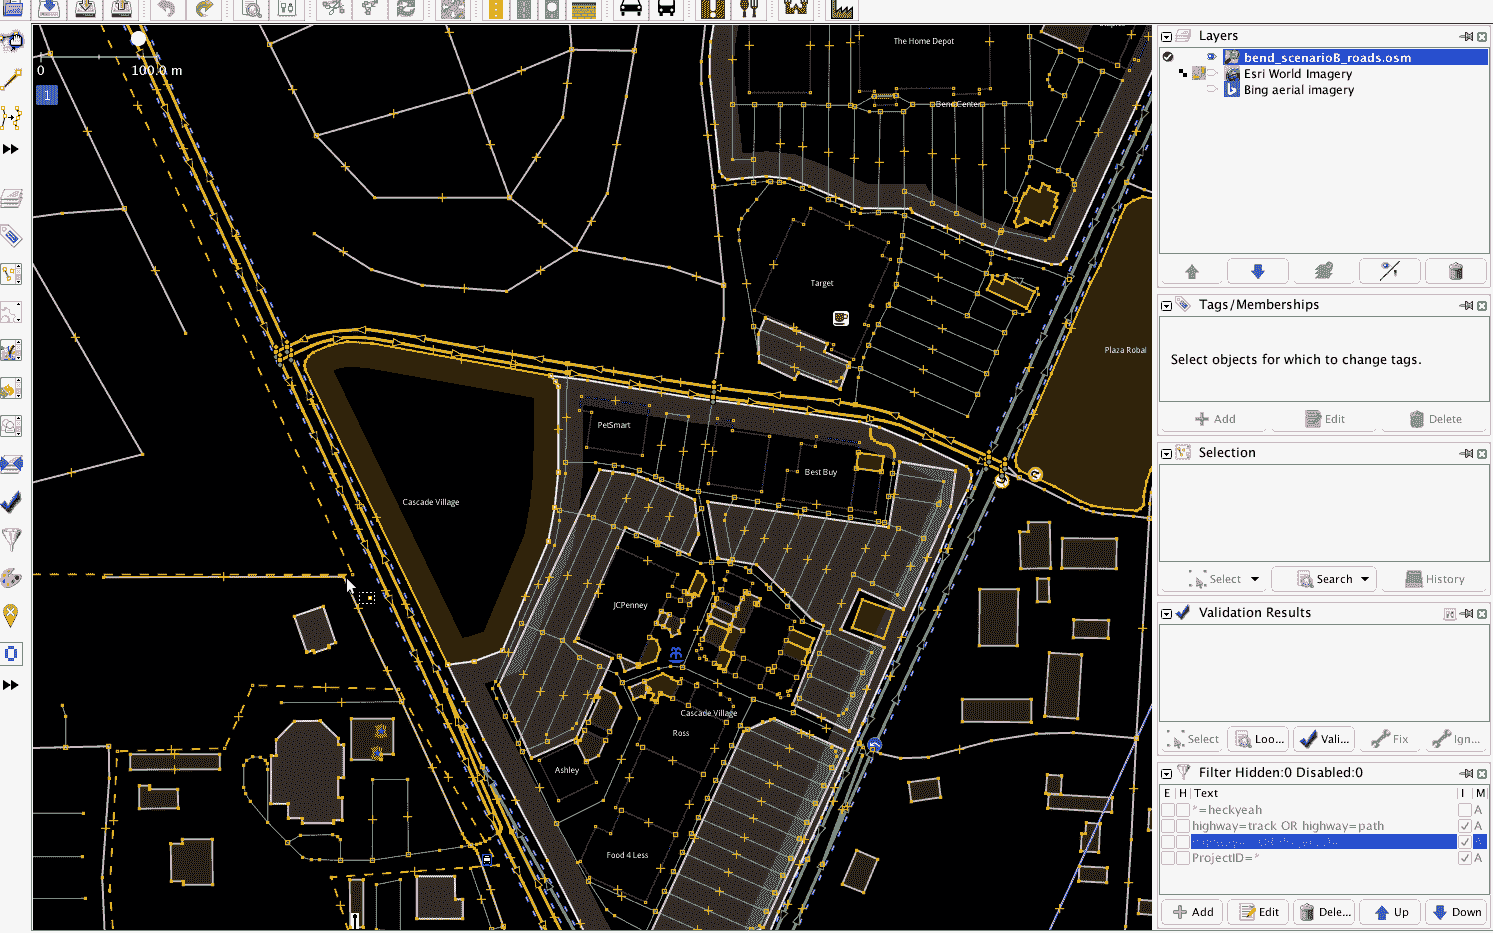 0
100.0 m
1
The Home Depot
Bend Center
Target
Plaza Robal
PetSmart
Best Buy
Cascade Village
JCPenney
Cascade Village
Ross
Ashley
Food 4 Less
Layers
bend_scenarioB_roads.osm
Esri World Imagery
Bing aerial imagery
Tags/Memberships
Select objects for which to change tags.
Add Edit Delete
Selection
Select Search History
Validation Results
Select Loo... Vali... Fix Ign...
Filter Hidden:0 Disabled:0
E H Text I M
*=heckyeah A
highway=track OR highway=path A
ProjectID=* A
Add Edit Dele... Up Down